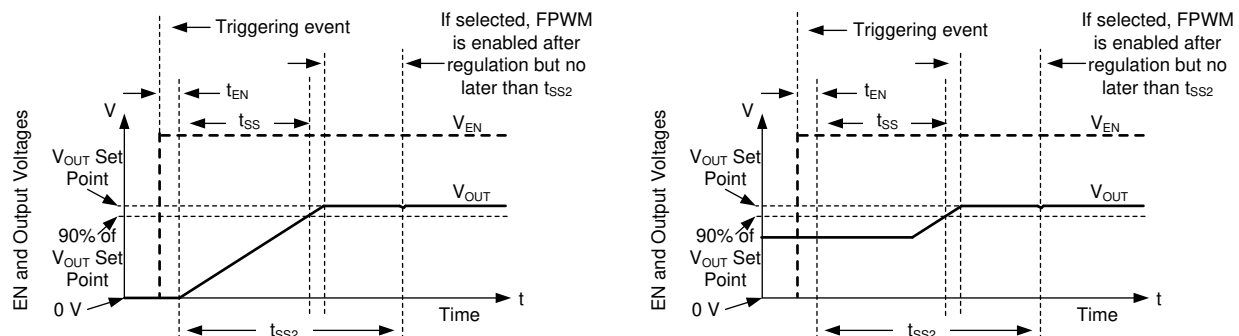 Triggering event
If selected, FPWM
is enabled after
regulation but no
later than tSS2
tEN
V
tSS
VEN
VOUT Set
Point
VOUT
90% of
VOUT Set
Point
0 V
t
Time
tSS2
EN and Output Voltages
Triggering event
If selected, FPWM
is enabled after
regulation but no
later than tSS2
tEN
V
tSS
VEN
VOUT Set
Point
VOUT
90% of
VOUT Set
Point
0 V
t
Time
tSS2
EN and Output Voltages